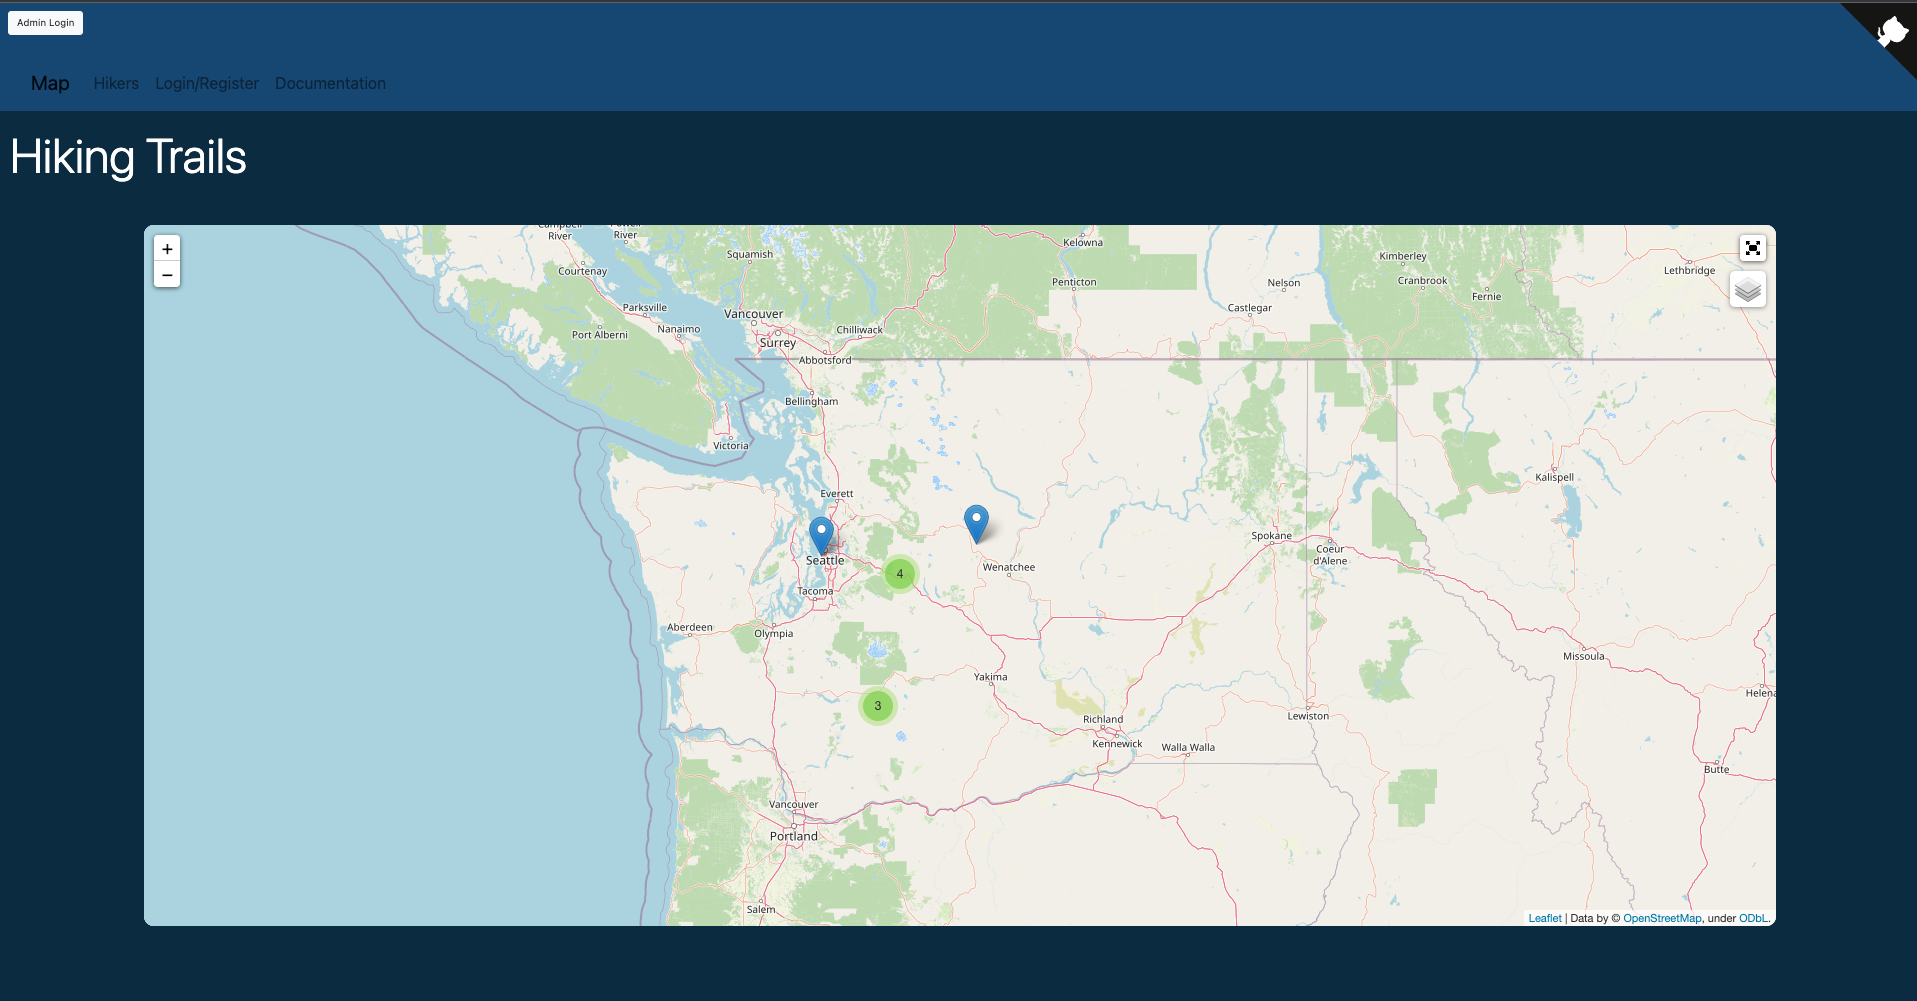 Admin Login
Map Hikers Login/Register Documentation
Hiking Trails
+
−
River
River
Kelowna
Squamish
Kimberley
Lethbridge
Courtenay
Penticton
Nelson
Cranbrook
Fernie
Parksville
Castlegar
Vancouver
Nanaimo
Chilliwack
Port Alberni
Surrey
Abbotsford
Bellingham
Victoria
Kalispell
Everett
Spokane
Coeur
d'Alene
Seattle
Wenatchee
4
Tacoma
Aberdeen
Olympia
Missoula
Yakima
Helena
3
Richland
Lewiston
Kennewick
Walla Walla
Butte
Vancouver
Portland
Salem
Leaflet | Data by © OpenStreetMap, under ODbL.